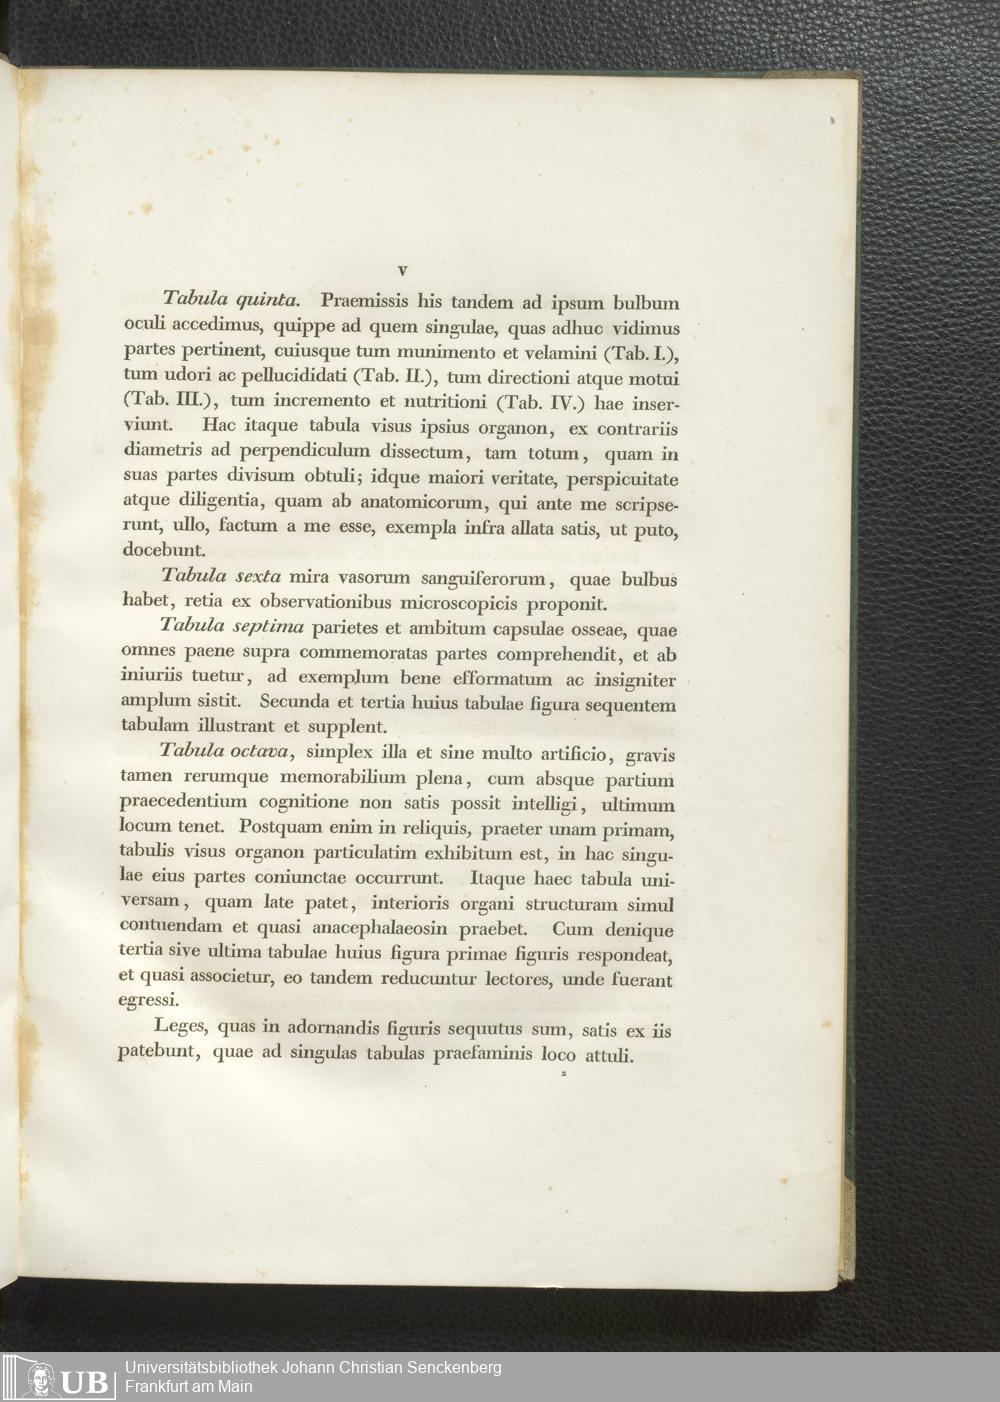 V
Tabula quinta. Praemissis his tandem ad ipsum bulbum
oculi accedimus, quippe ad quem singulae, quas adhuc vidimus
partes pertinent, cuiusque tum munimento et velamini (Tab. I.),
tum udori ac pellucididati (Tab. II.), tum directioni atque motui
(Tab. III.), tum incremento et nutritioni (Tab. IV.) hae inser-
viunt. Hac itaque tabula visus ipsius organon, ex contrariis
diametris ad perpendiculum dissectum, tam totum, quam in
suas partes divisum obtuli; idque maiori veritate, perspicuitate
atque diligentia, quam ab anatomicorum, qui ante me scripse-
runt, ullo, factum a me esse, exempla infra allata satis, ut puto,
docebunt.
Tabula sexta mira vasorum sanguiferorum, quae bulbus
habet, retia ex observationibus microscopicis proponit.
Tabula septima parietes et ambitum capsulae osseae, quae
omnes paene supra commemoratas partes comprehendit, et ab
iniuriis tuetur, ad exemplum bene efformatum ac insigniter
amplum sistit. Secunda et tertia huius tabulae figura sequentem
tabulam illustrant et supplent.
Tabula octava, simplex illa et sine multo artificio, gravis
tamen rerumque memorabilium plena, cum absque partium
praecedentium cognitione non satis possit intelligi, ultimum
locum tenet. Postquam enim in reliquis, praeter unam primam,
tabulis visus organon particulatim exhibitum est, in hac singu-
lae eius partes coniunctae occurrunt. Itaque haec tabula uni-
versam, quam late patet, interioris organi structuram simul
contuendam et quasi anacephalaeosin praebet. Cum denique
tertia sive ultima tabulae huius figura primae figuris respondeat,
et quasi associetur, eo tandem reducuntur lectores, unde fuerant
egressi.
Leges, quas in adornandis figuris sequutus sum, satis ex iis
patebunt, quae ad singulas tabulas praefaminis loco attuli.
2
UB
Universitätsbibliothek Johann Christian Senckenberg
Frankfurt am Main